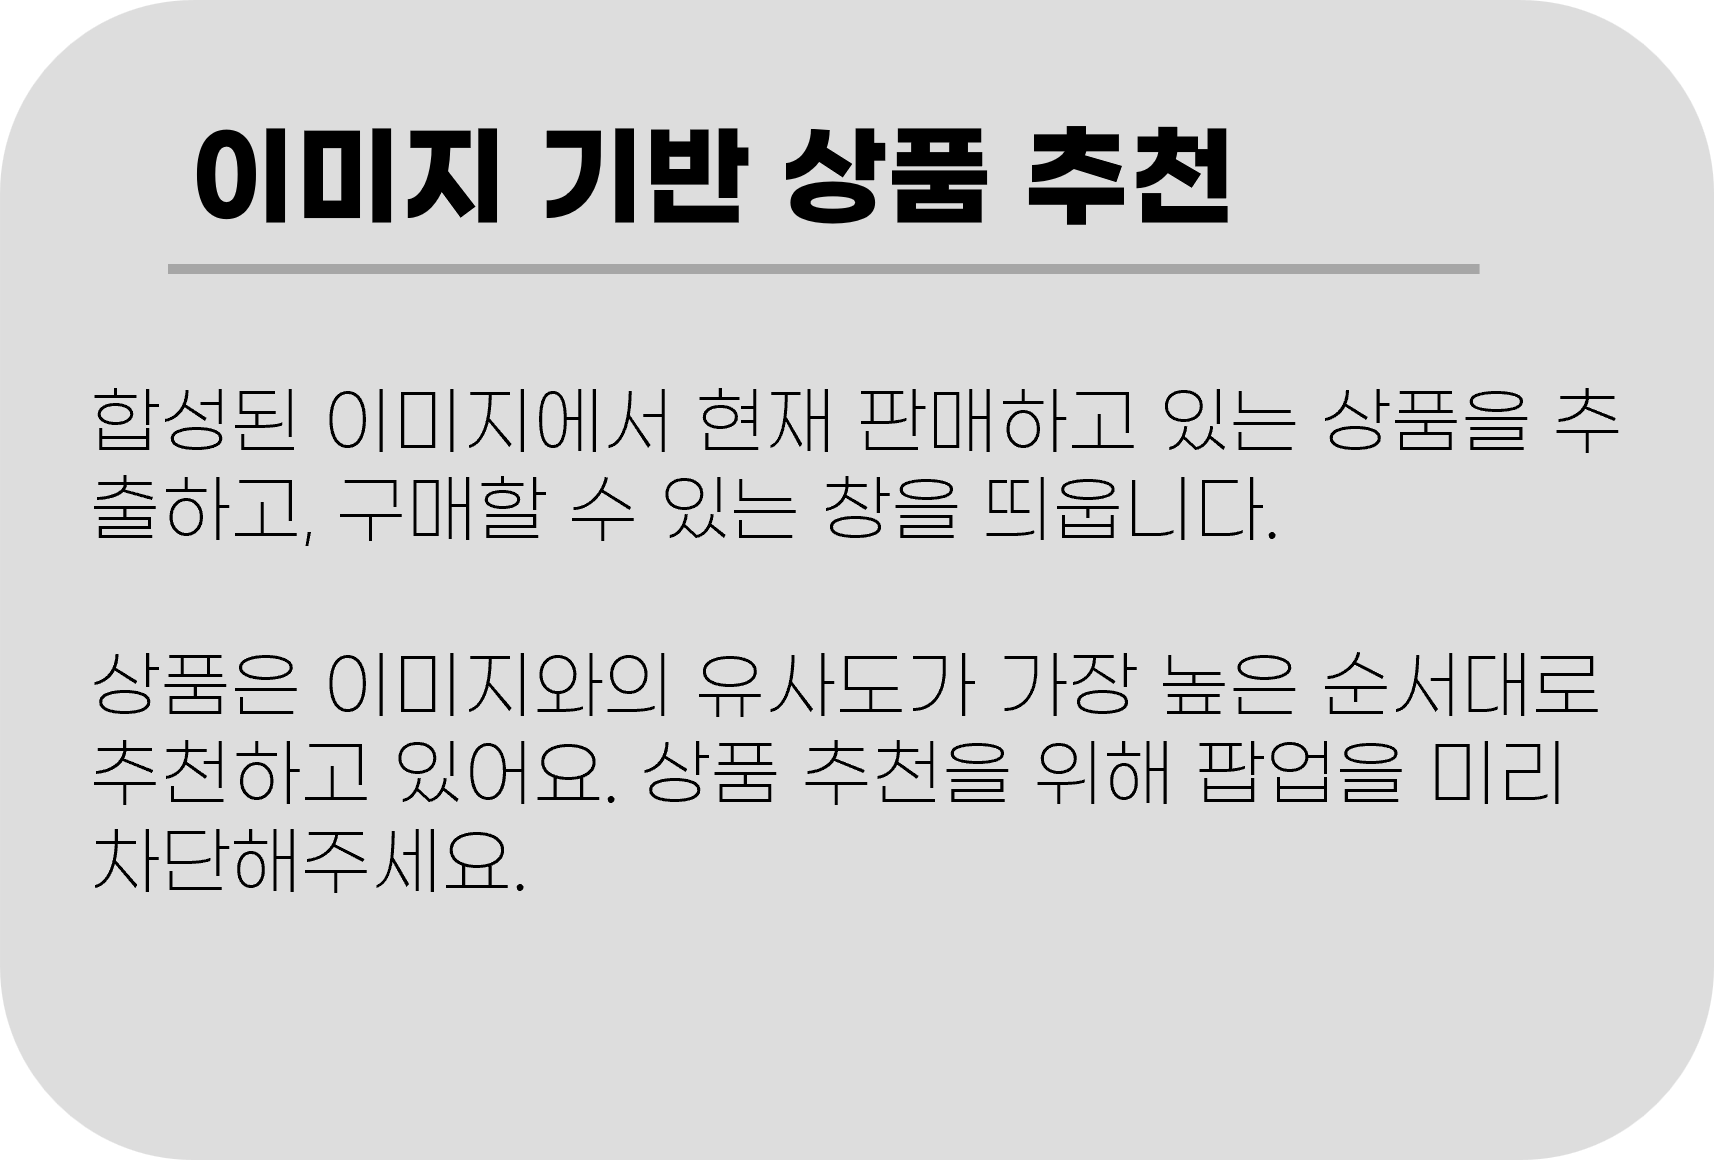 이미지 기반 상품 추천
합성된 이미지에서 현재 판매하고 있는 상품을 추
출하고, 구매할 수 있는 창을 띄웁니다.
상품은 이미지와의 유사도가 가장 높은 순서대로
추천하고 있어요. 상품 추천을 위해 팝업을 미리
차단해주세요.